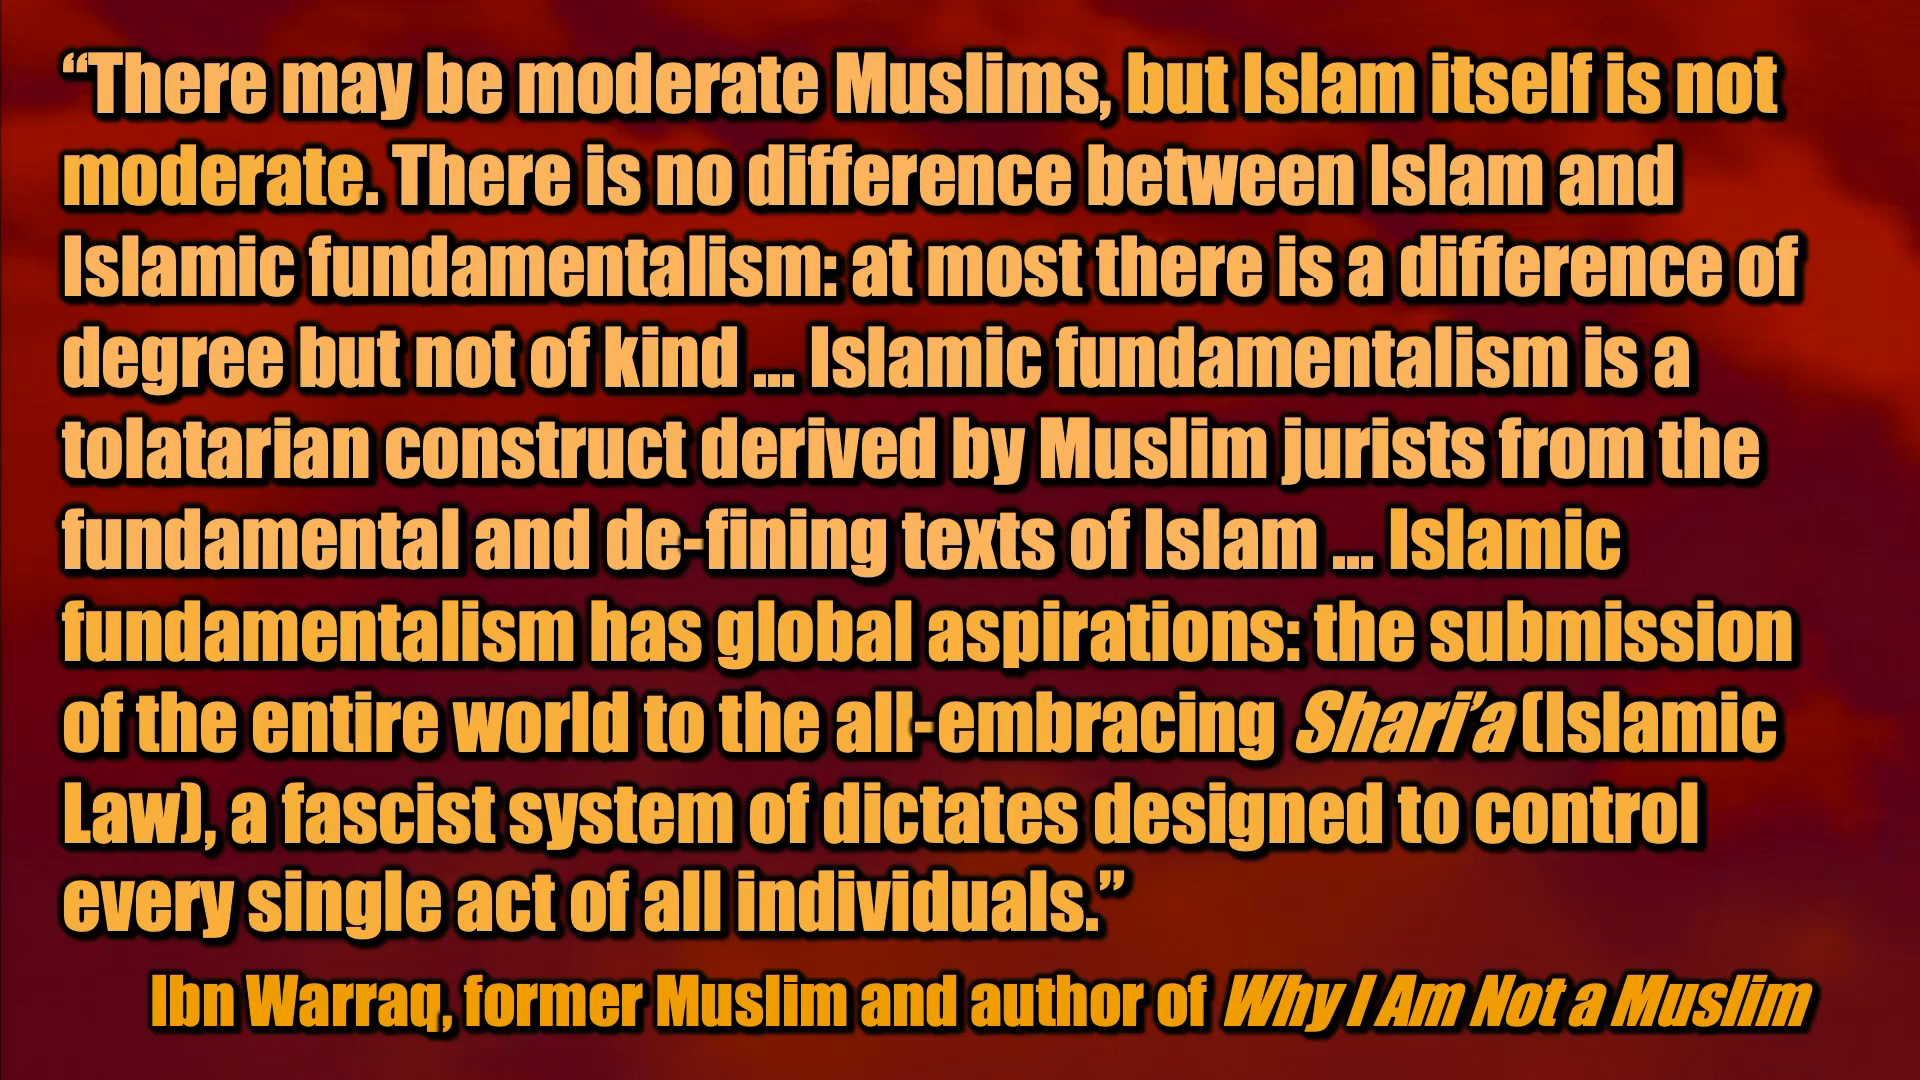 “There may be moderate Muslims, but Islam itself is not
moderate. There is no difference between Islam and
Islamic fundamentalism: at most there is a difference of
degree but not of kind ... Islamic fundamentalism is a
tolatarian construct derived by Muslim jurists from the
fundamental and de-fining texts of Islam ... Islamic
fundamentalism has global aspirations: the submission
of the entire world to the all-embracing Shari’a (Islamic
Law), a fascist system of dictates designed to control
every single act of all individuals.”
Ibn Warraq, former Muslim and author of Why I Am Not a Muslim